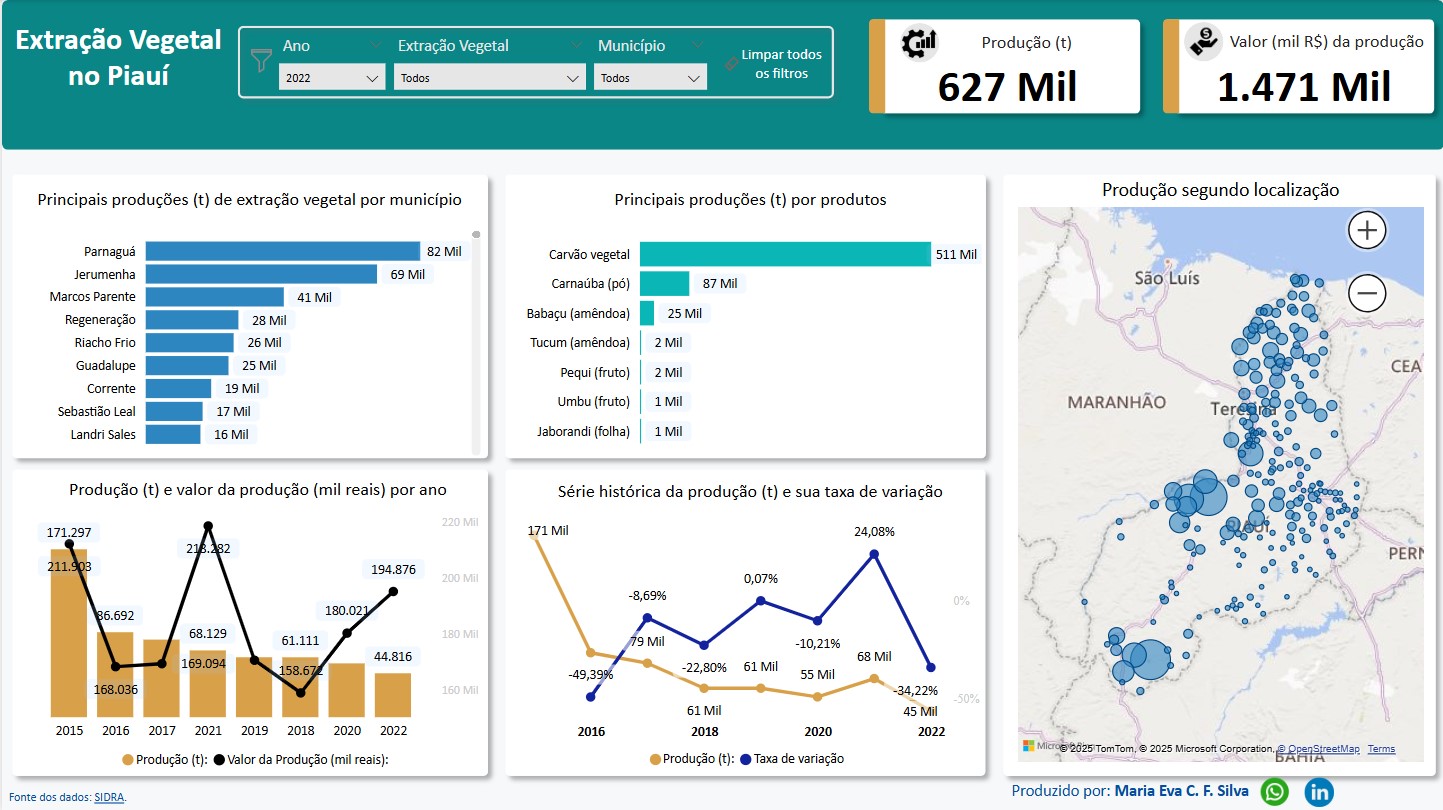 Extração Vegetal
no Piauí
Ano
2022
Extração Vegetal
Todos
Município
Todos
Limpar todos
os filtros
Produção (t)
627 Mil
Valor (mil R$) da produção
1.471 Mil
Principais produções (t) de extração vegetal por município
Parnaguá 82 Mil
Jerumenha 69 Mil
Marcos Parente 41 Mil
Regeneração 28 Mil
Riacho Frio 26 Mil
Guadalupe 25 Mil
Corrente 19 Mil
Sebastião Leal 17 Mil
Landri Sales 16 Mil
Principais produções (t) por produtos
Carvão vegetal 511 Mil
Carnaúba (pó) 87 Mil
Babaçu (amêndoa) 25 Mil
Tucum (amêndoa) 2 Mil
Pequi (fruto) 2 Mil
Umbu (fruto) 1 Mil
Jaborandi (folha) 1 Mil
Produção segundo localização
São Luís
CEA
MARANHÃO
Teresina
PIAUÍ
PERN
BAHIA
© 2025 TomTom, © 2025 Microsoft Corporation, © OpenStreetMap Terms
Produção (t) e valor da produção (mil reais) por ano
220 Mil
200 Mil
180 Mil
160 Mil
171.297
211.903
86.692
168.036
213.282
68.129
169.094
61.111
158.672
180.021
194.876
44.816
2015 2016 2017 2021 2019 2018 2020 2022
Produção (t): Valor da Produção (mil reais):
Série histórica da produção (t) e sua taxa de variação
171 Mil
24,08%
0,07%
0%
-8,69%
79 Mil
-10,21%
-49,39%
-22,80%
61 Mil
55 Mil
68 Mil
-34,22%
-50%
61 Mil
45 Mil
2016 2018 2020 2022
Produção (t): Taxa de variação
Fonte dos dados: SIDRA.
Produzido por: Maria Eva C. F. Silva
in